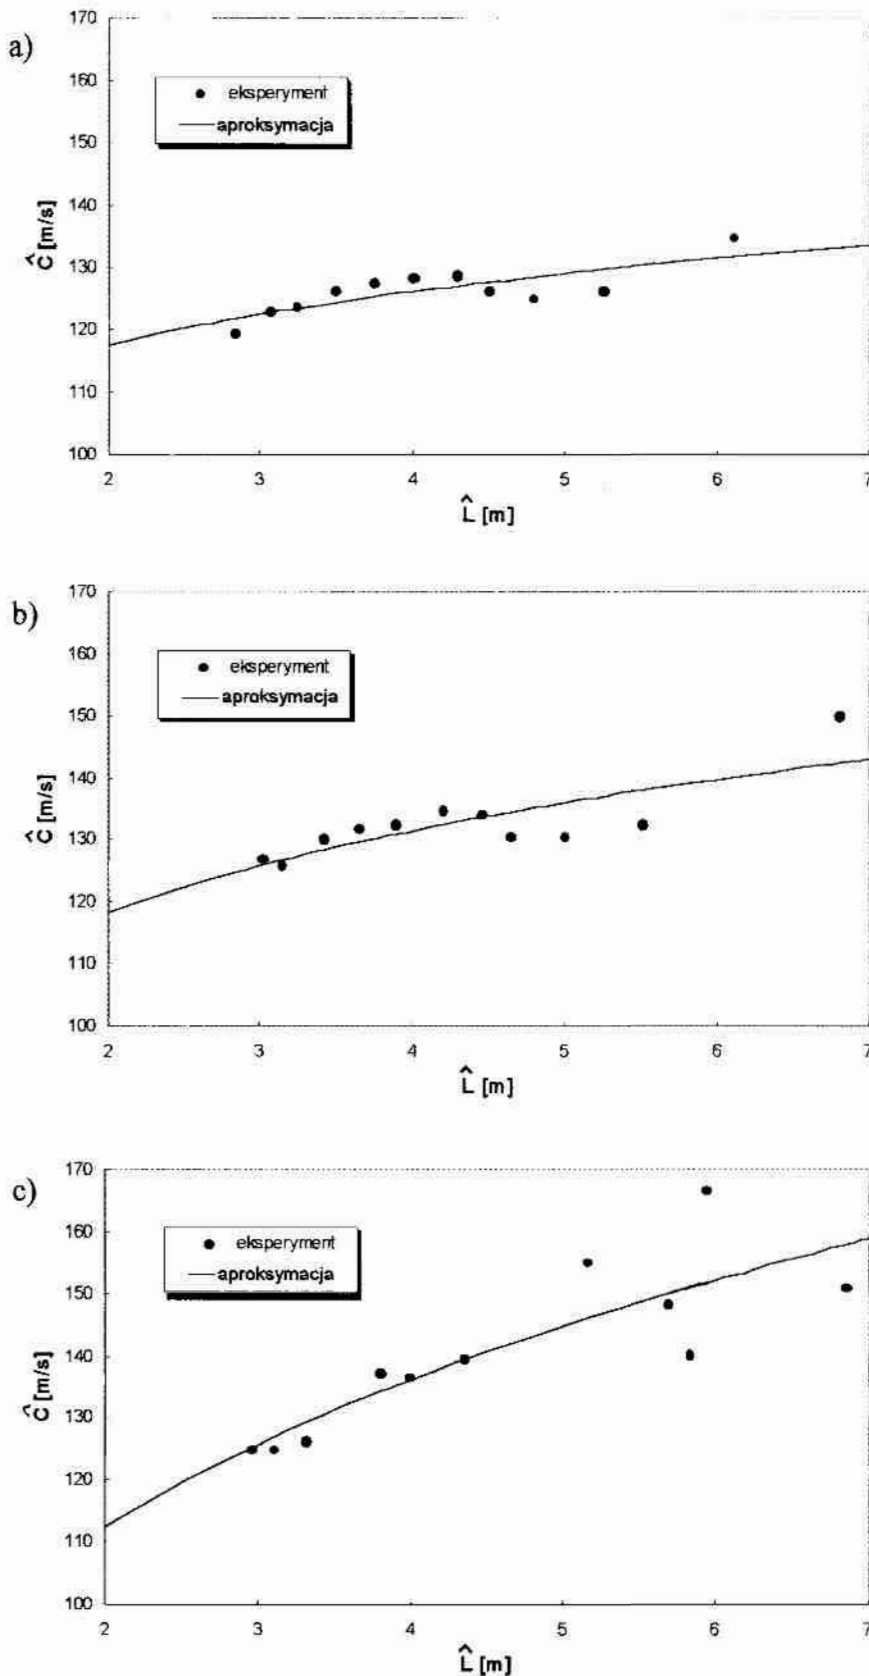 a)
170
160
150
140
130
120
110
100
Ĉ [m/s]
eksperyment
aproksymacja
2 3 4 5 6 7
L̂ [m]
b)
170
160
150
140
130
120
110
100
Ĉ [m/s]
eksperyment
aproksymacja
2 3 4 5 6 7
L̂ [m]
c)
170
160
150
140
130
120
110
100
Ĉ [m/s]
eksperyment
aproksymacja
2 3 4 5 6 7
L̂ [m]